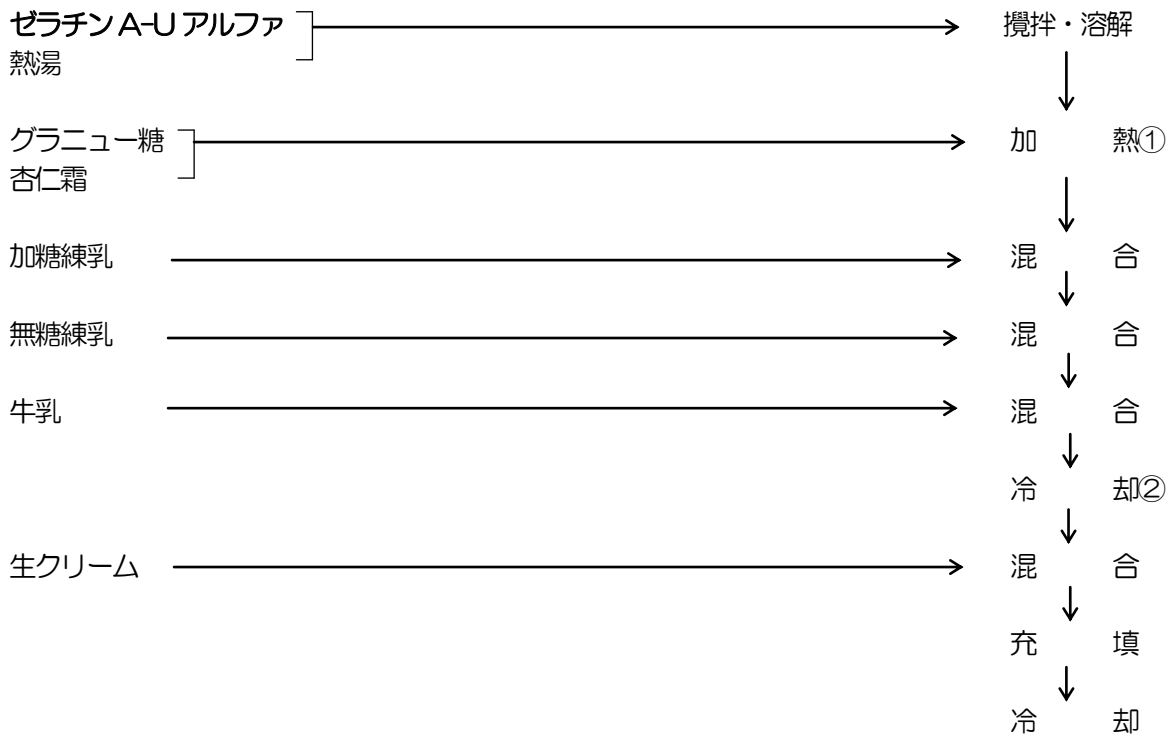 ゼラチンA-Uアルファ 攪拌・溶解
熱湯
グラニュー糖 加 熱①
杏仁霜
加糖練乳 混 合
無糖練乳 混 合
牛乳 混 合
冷 却②
生クリーム 混 合
充 填
冷 却